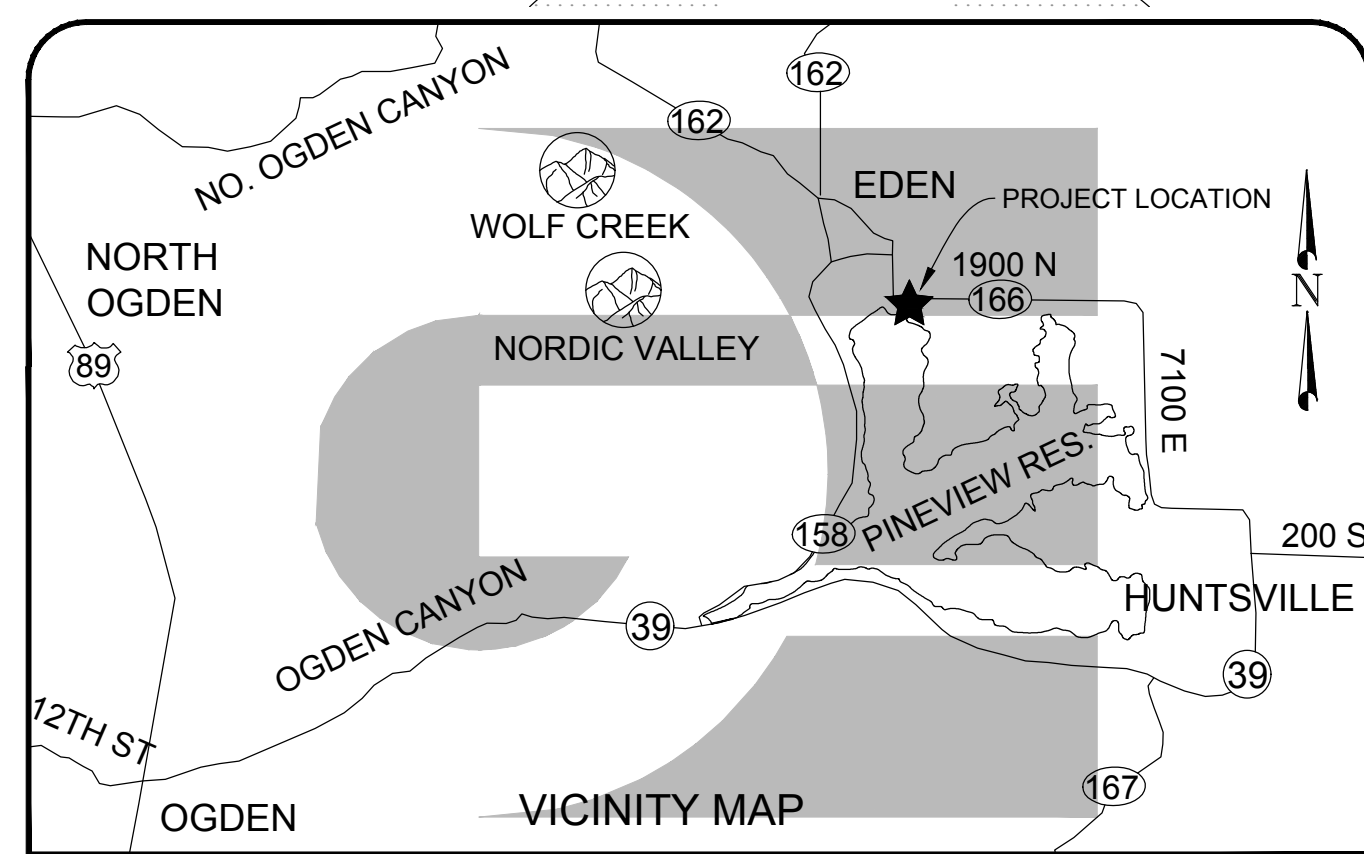 162
162
NO. OGDEN CANYON
EDEN
PROJECT LOCATION
WOLF CREEK
NORTH
OGDEN
1900 N
166
N
NORDIC VALLEY
89
7100 E
PINEVIEW RES.
158
200 S
OGDEN CANYON
HUNTSVILLE
39
39
12TH ST
167
OGDEN
VICINITY MAP